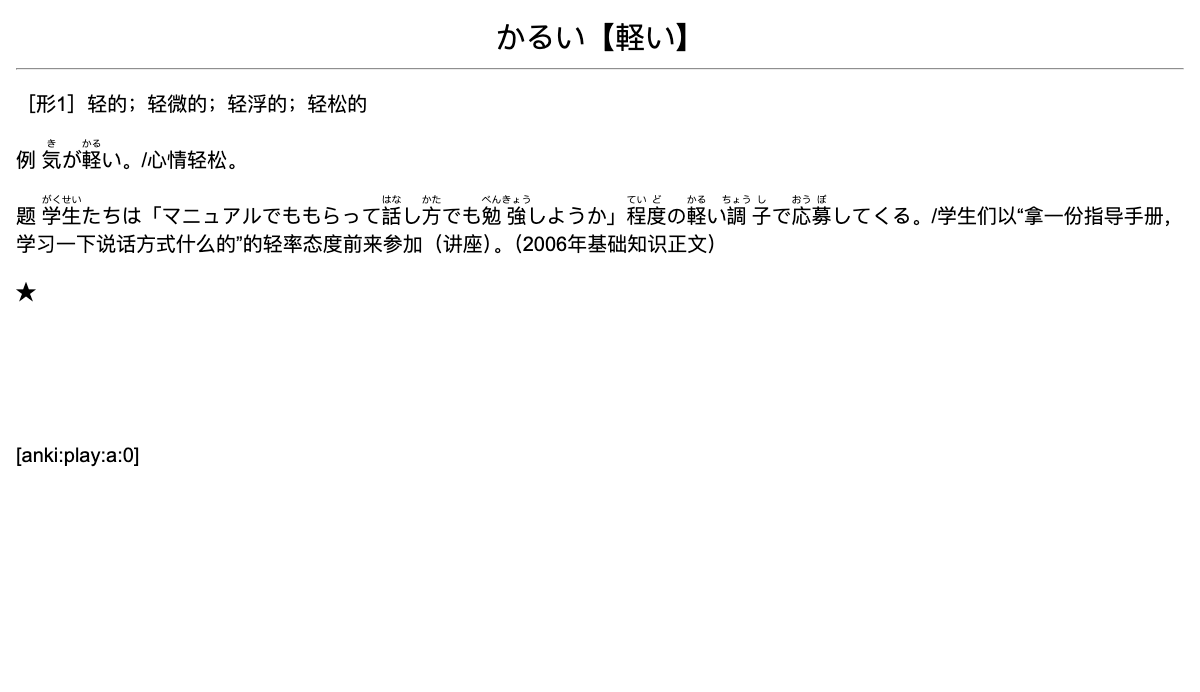 かるい【軽い】
［形1］轻的；轻微的；轻浮的；轻松的
き かる
例 気が軽い。/心情轻松。
がくせい はな かた べんきょう てい ど かる ちょう し おう ぼ
题 学生たちは「マニュアルでももらって話し方でも勉強しようか」程度の軽い調子で応募してくる。/学生们以“拿一份指导手册，
学习一下说话方式什么的”的轻率态度前来参加（讲座）。（2006年基础知识正文）
★
[anki:play:a:0]